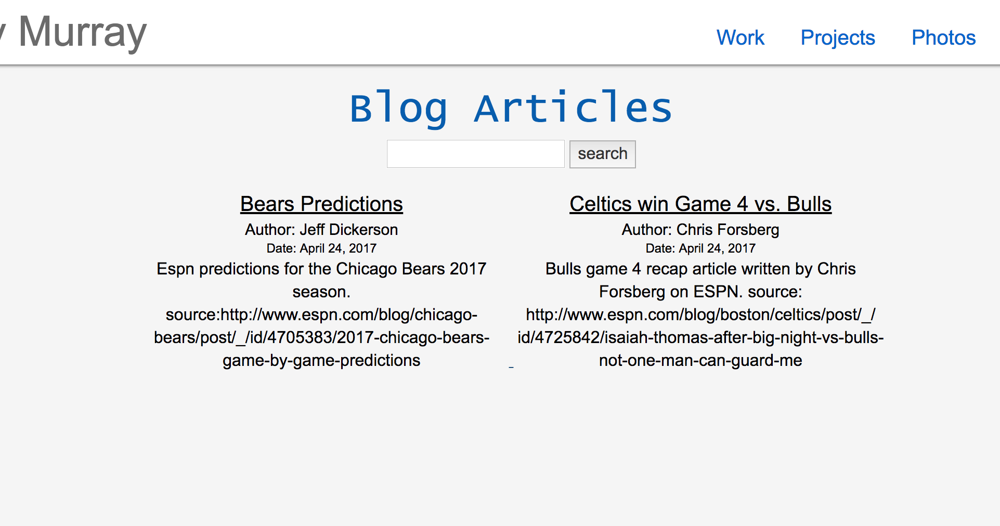 y Murray
Work Projects Photos
Blog Articles
search
Bears Predictions
Author: Jeff Dickerson
Date: April 24, 2017
Espn predictions for the Chicago Bears 2017
season.
source:http://www.espn.com/blog/chicago-
bears/post/_/id/4705383/2017-chicago-bears-
game-by-game-predictions
Celtics win Game 4 vs. Bulls
Author: Chris Forsberg
Date: April 24, 2017
Bulls game 4 recap article written by Chris
Forsberg on ESPN. source:
http://www.espn.com/blog/boston/celtics/post/_/
id/4725842/isaiah-thomas-after-big-night-vs-bulls-
not-one-man-can-guard-me